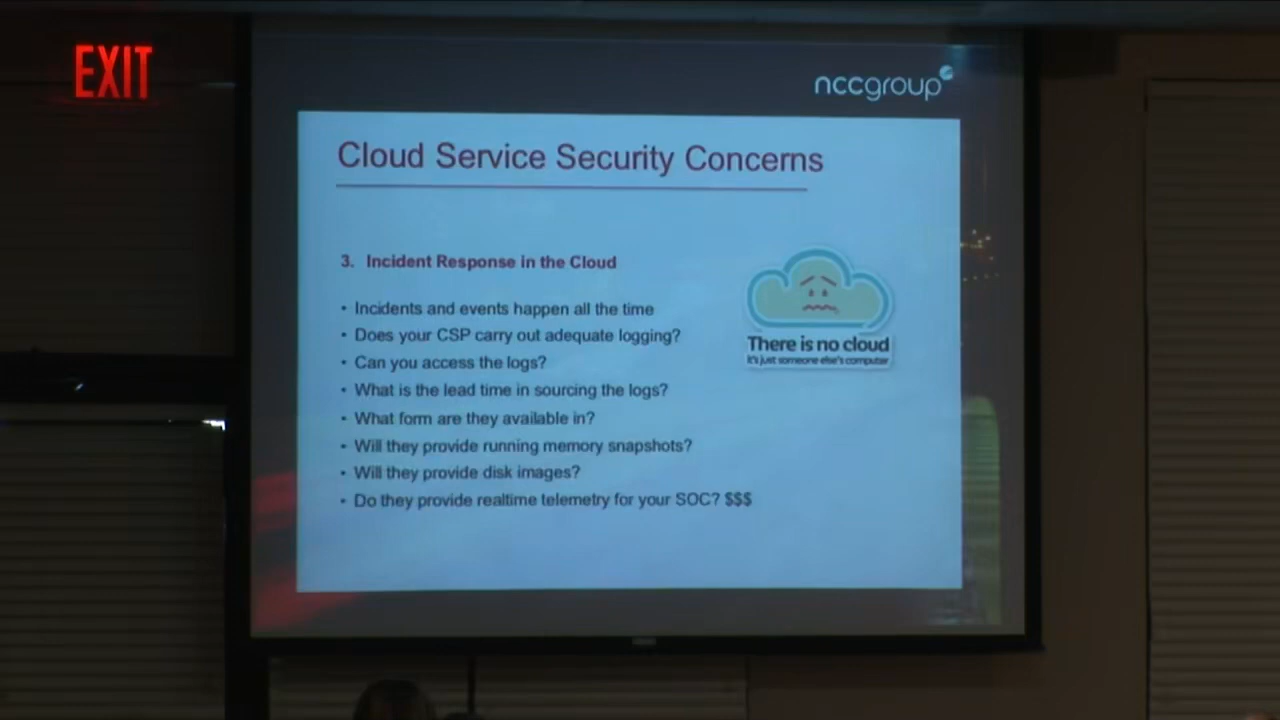 EXIT
nccgroup
Cloud Service Security Concerns
3. Incident Response in the Cloud
• Incidents and events happen all the time
• Does your CSP carry out adequate logging?
• Can you access the logs?
• What is the lead time in sourcing the logs?
• What form are they available in?
• Will they provide running memory snapshots?
• Will they provide disk images?
• Do they provide realtime telemetry for your SOC? $$$
There is no cloud
It's just someone else's computer